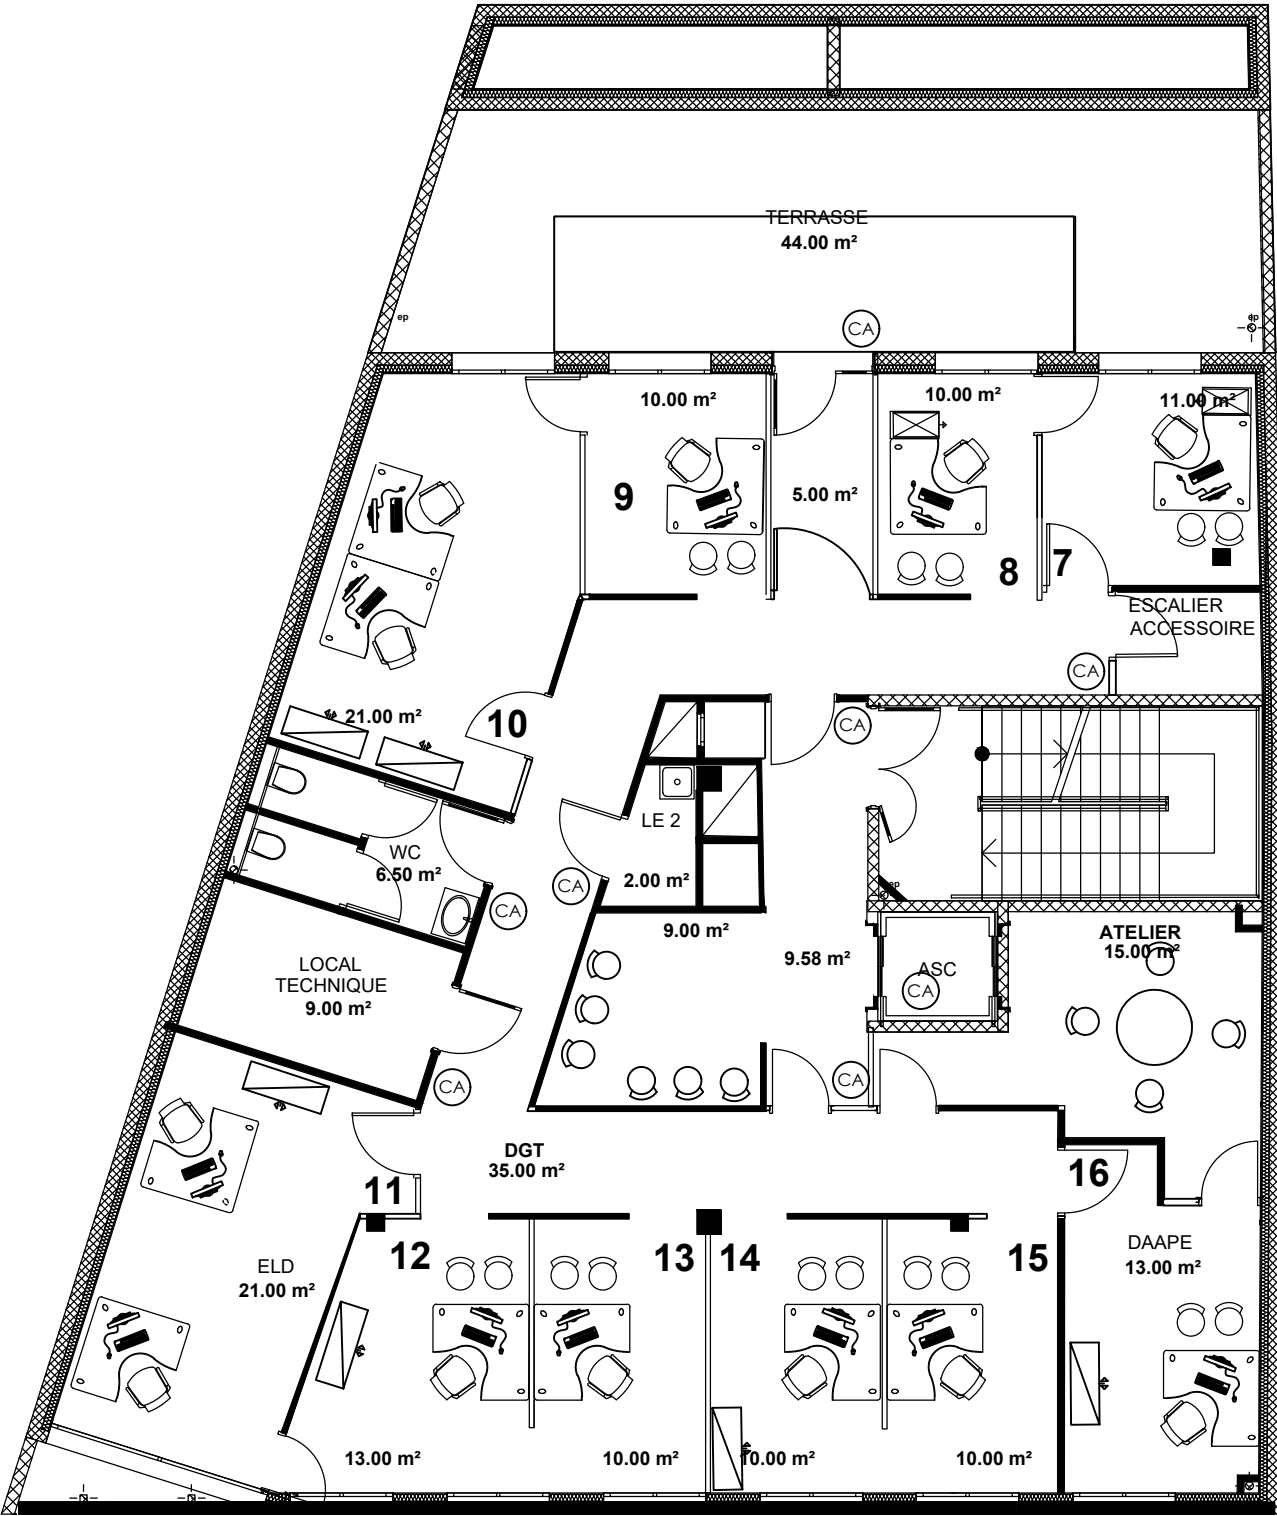 TERRASSE
44.00 m²
ep
ep
CA
10.00 m²
10.00 m²
11.00 m²
9
5.00 m²
8
7
ESCALIER
ACCESSOIRE
CA
21.00 m²
10
CA
LE 2
WC
6.50 m²
2.00 m²
CA
CA
ep
9.00 m²
ATELIER
15.00 m²
9.58 m²
ASC
CA
LOCAL
TECHNIQUE
9.00 m²
CA
CA
DGT
35.00 m²
16
11
12
13
14
15
DAAPE
13.00 m²
ELD
21.00 m²
13.00 m²
10.00 m²
10.00 m²
10.00 m²